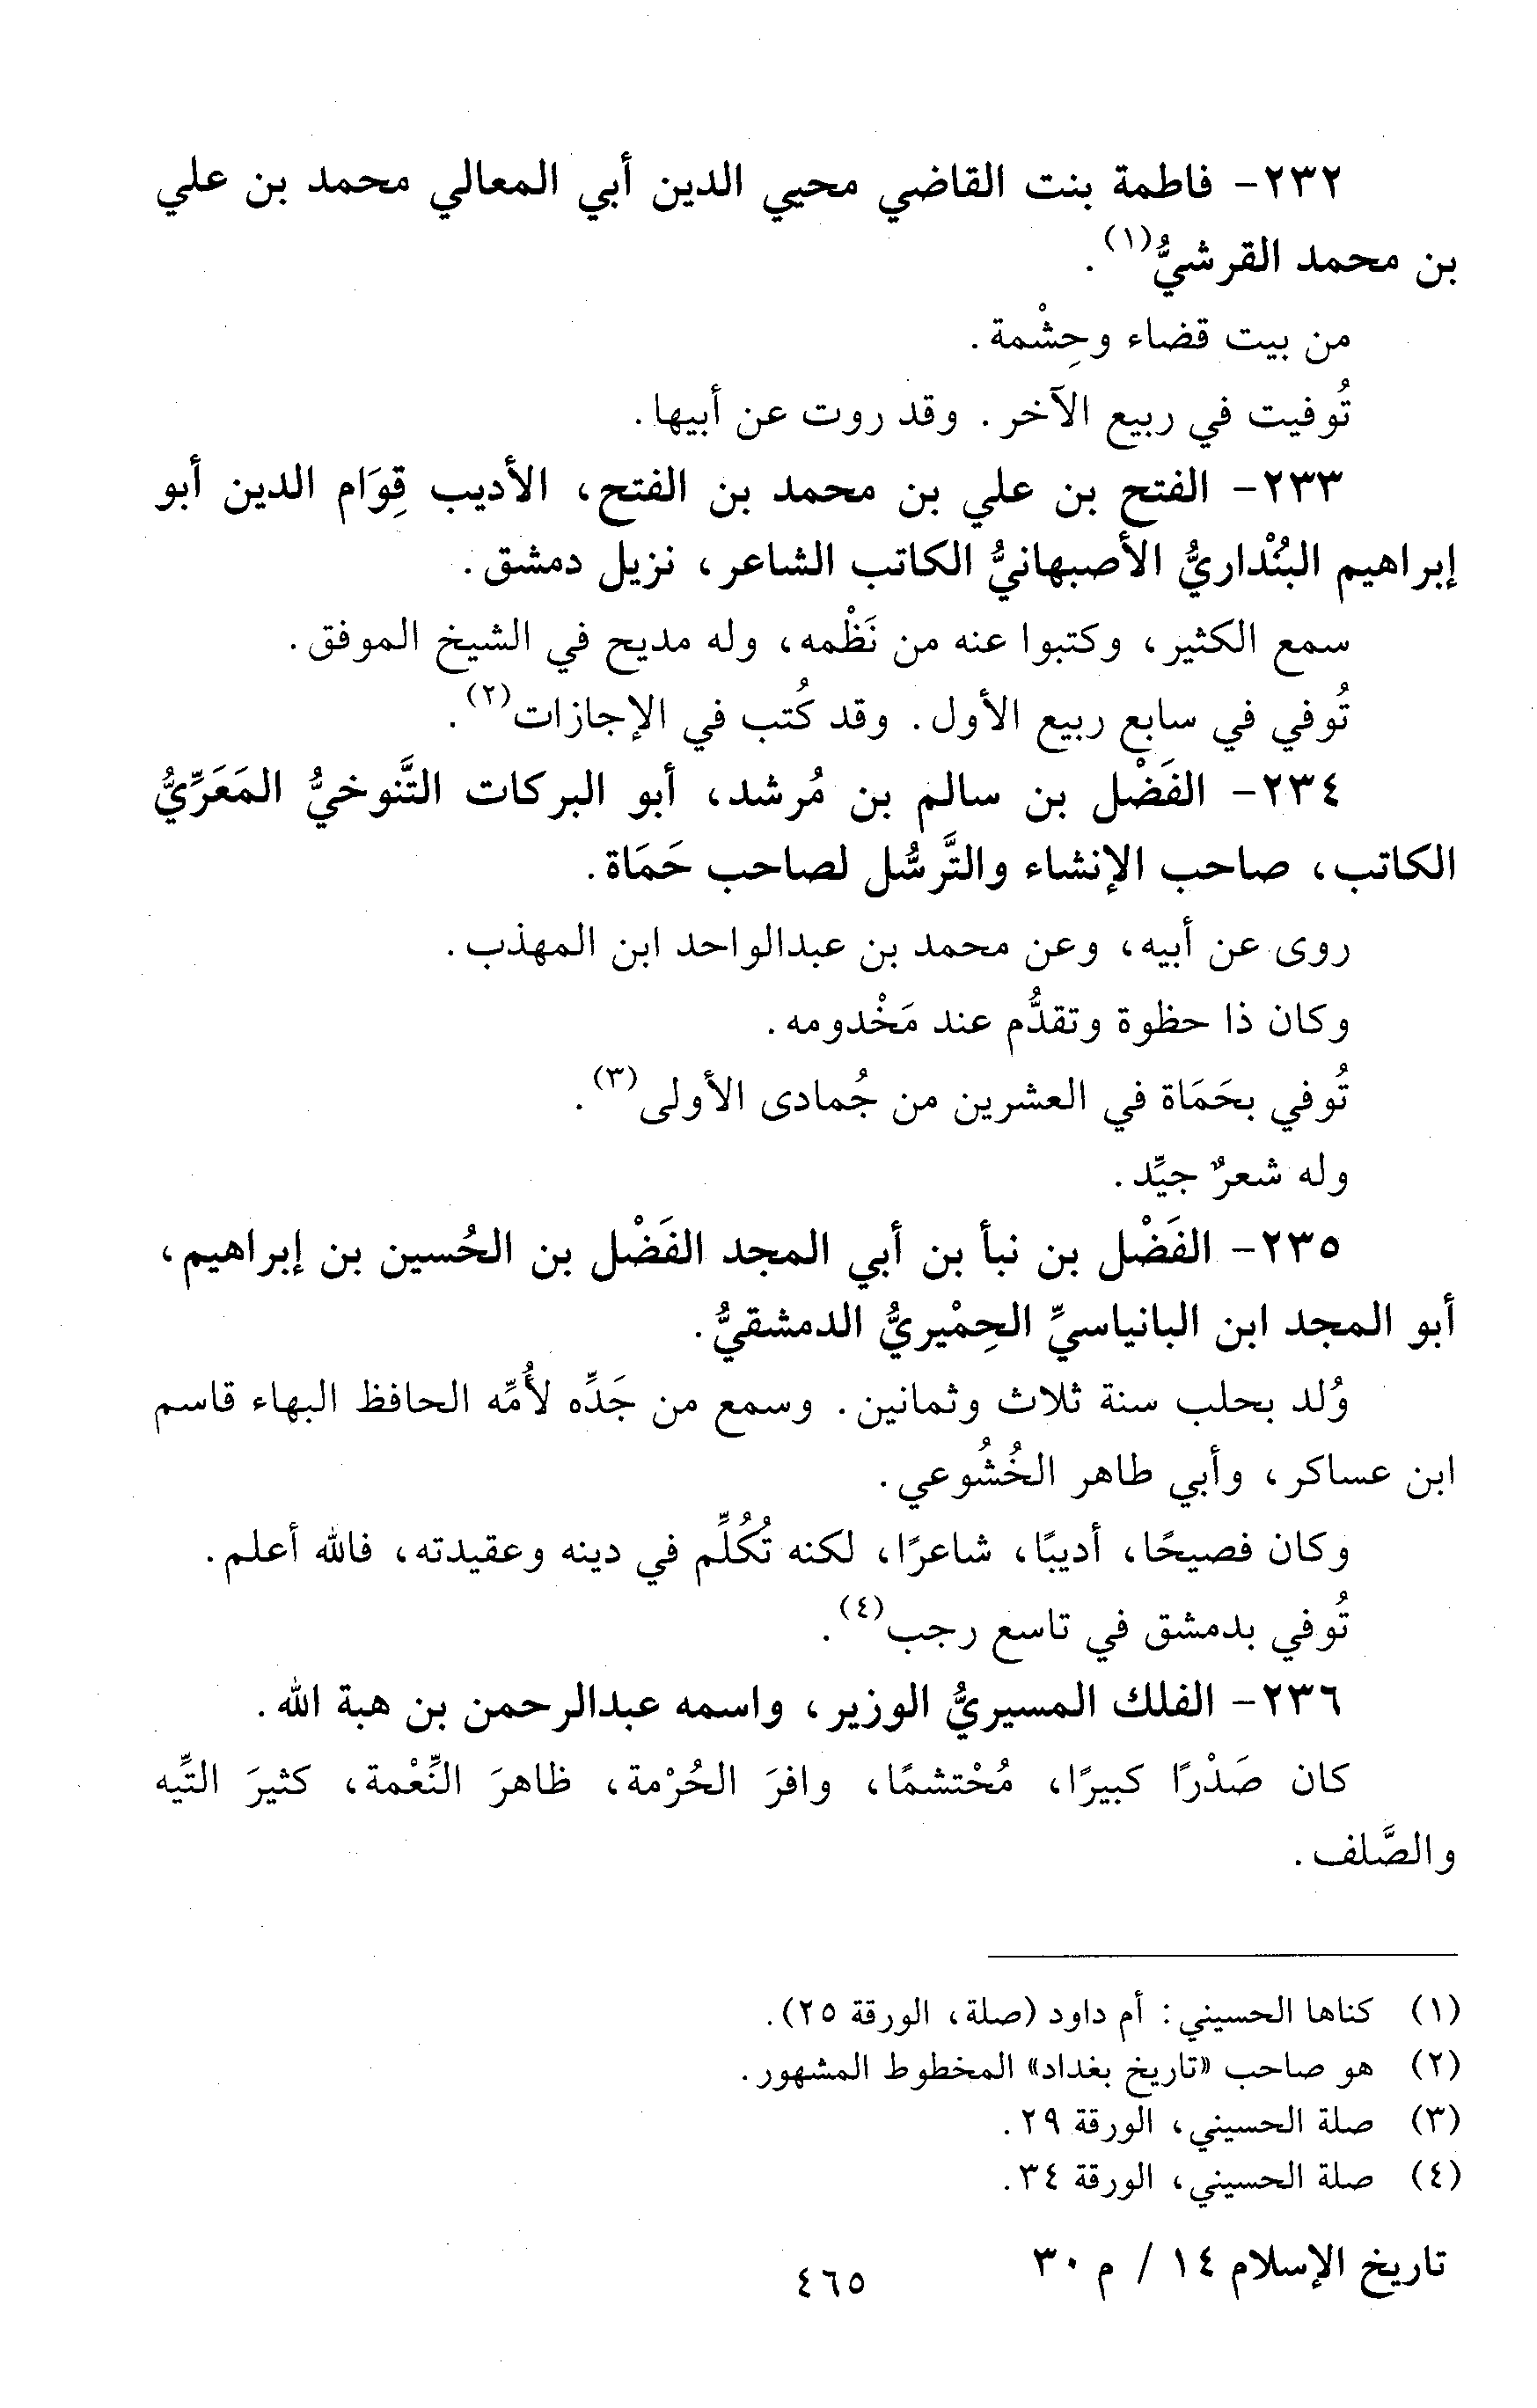 ٢٣٢- فاطمة بنت القاضي محيي الدين أبي المعالي محمد بن علي
بن محمد القرشيُّ(١).
من بيت قضاء وحِشْمة.
تُوفيت في ربيع الآخر. وقد روت عن أبيها.
٢٣٣- الفتح بن علي بن محمد بن الفتح، الأديب قِوَام الدين أبو
إبراهيم البُنْداريُّ الأصبهانيُّ الكاتب الشاعر، نزيل دمشق.
سمع الكثير، وكتبوا عنه من نَظْمه، وله مديح في الشيخ الموفق.
تُوفي في سابع ربيع الأول. وقد كُتب في الإجازات(٢).
٢٣٤- الفَضْل بن سالم بن مُرشد، أبو البركات التَّنوخيُّ المَعَرِّيُّ
الكاتب، صاحب الإنشاء والتَّرسُّل لصاحب حَمَاة.
روى عن أبيه، وعن محمد بن عبدالواحد ابن المهذب.
وكان ذا حظوة وتقدُّم عند مَخْدومه.
تُوفي بحَمَاة في العشرين من جُمادى الأولى(٣).
وله شعرٌ جيِّد.
٢٣٥- الفَضْل بن نبأ بن أبي المجد الفَضْل بن الحُسين بن إبراهيم،
أبو المجد ابن البانياسيِّ الحِمْيريُّ الدمشقيُّ.
وُلد بحلب سنة ثلاث وثمانين. وسمع من جَدِّه لأُمِّه الحافظ البهاء قاسم
ابن عساكر، وأبي طاهر الخُشُوعي.
وكان فصيحًا، أديبًا، شاعرًا، لكنه تُكُلِّم في دينه وعقيدته، فالله أعلم.
تُوفي بدمشق في تاسع رجب(٤).
٢٣٦- الفلك المسيريُّ الوزير، واسمه عبدالرحمن بن هبة الله.
كان صَدْرًا كبيرًا، مُحْتشمًا، وافرَ الحُرْمة، ظاهرَ النِّعْمة، كثيرَ التِّيه
والصَّلف.
(١) كناها الحسيني: أم داود (صلة، الورقة ٢٥).
(٢) هو صاحب «تاريخ بغداد» المخطوط المشهور.
(٣) صلة الحسيني، الورقة ٢٩.
(٤) صلة الحسيني، الورقة ٣٤.
تاريخ الإسلام ١٤ / م ٣٠
٤٦٥